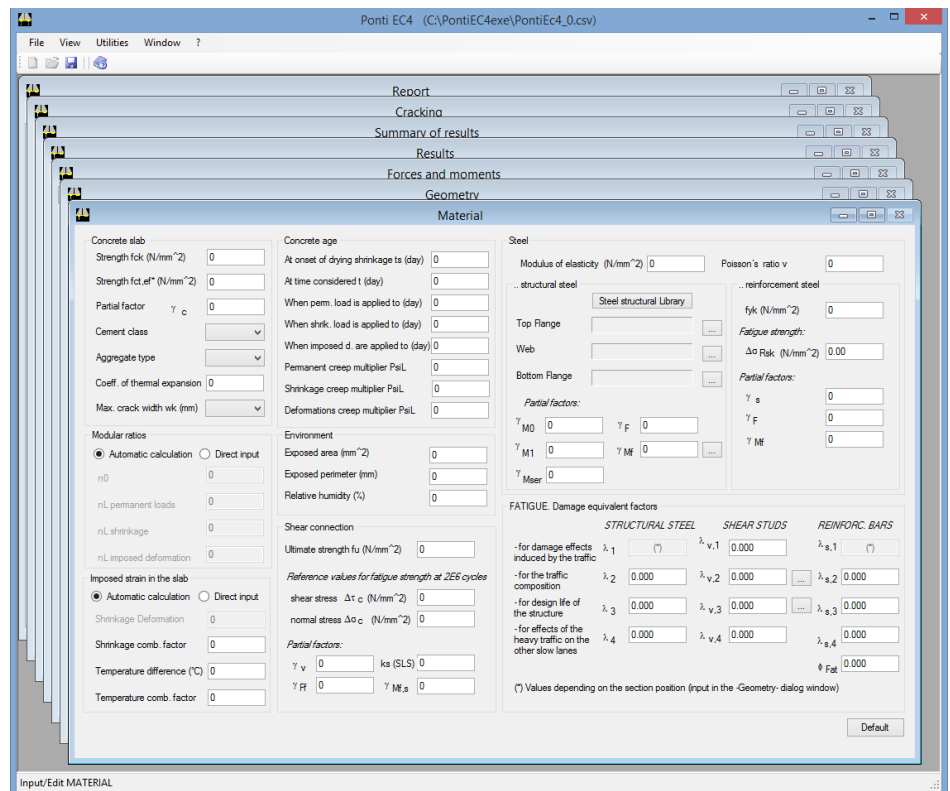 Ponti EC4 (C:\PontiEC4exe\PontiEc4_0.csv)
File View Utilities Window ?
Report
Cracking
Summary of results
Results
Forces and moments
Geometry
Material
Concrete slab
Strength fck (N/mm^2) 0
Strength fct,ef* (N/mm^2) 0
Partial factor γ c 0
Cement class
Aggregate type
Coeff. of thermal expansion 0
Max. crack width wk (mm)
Modular ratios
Automatic calculation Direct input
n0 0
nL permanent loads 0
nL shrinkage 0
nL imposed deformation 0
Imposed strain in the slab
Automatic calculation Direct input
Shrinkage Deformation 0
Shrinkage comb. factor 0
Temperature difference (°C) 0
Temperature comb. factor 0
Concrete age
At onset of drying shrinkage ts (day) 0
At time considered t (day) 0
When perm. load is applied to (day) 0
When shrik. load is applied to (day) 0
When imposed d. are applied to (day) 0
Permanent creep multiplier PsiL 0
Shrinkage creep multiplier PsiL 0
Deformations creep multiplier PsiL 0
Environment
Exposed area (mm^2) 0
Exposed perimeter (mm) 0
Relative humidity (%) 0
Shear connection
Ultimate strength fu (N/mm^2) 0
Reference values for fatigue strength at 2E6 cycles
shear stress Δτ c (N/mm^2) 0
normal stress Δσ c (N/mm^2) 0
Partial factors:
γ v 0 ks (SLS) 0
γ Ff 0 γ Mf,s 0
Steel
Modulus of elasticity (N/mm^2) 0 Poisson's ratio v 0
.. structural steel
Steel structural Library
Top Flange ...
Web ...
Bottom Flange ...
Partial factors:
γ M0 0 γ F 0
γ M1 0 γ Mf 0 ...
γ Mser 0
.. reinforcement steel
fyk (N/mm^2) 0
Fatigue strength:
Δσ Rsk (N/mm^2) 0.00
Partial factors:
γ s 0
γ F 0
γ Mf 0
FATIGUE. Damage equivalent factors
STRUCTURAL STEEL SHEAR STUDS REINFORC. BARS
- for damage effects
induced by the traffic λ 1 (*) λ v,1 0.000 λ s,1 (*)
- for the traffic
composition λ 2 0.000 λ v,2 0.000 ... λ s,2 0.000
- for design life of
the structure λ 3 0.000 λ v,3 0.000 ... λ s,3 0.000
- for effects of the
heavy traffic on the
other slow lanes λ 4 0.000 λ v,4 0.000 λ s,4 0.000
ϕ Fat 0.000
(*) Values depending on the section position (input in the -Geometry- dialog window)
Default
Input/Edit MATERIAL